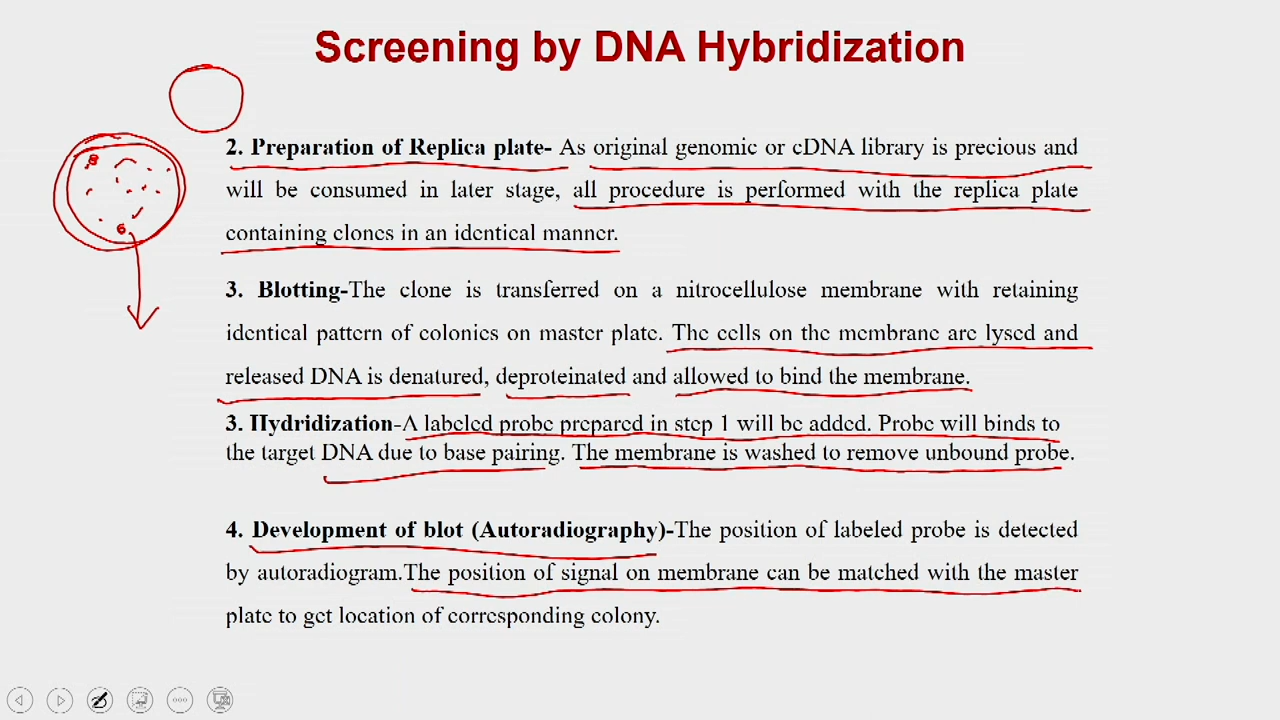 Screening by DNA Hybridization
2. Preparation of Replica plate- As original genomic or cDNA library is precious and
will be consumed in later stage, all procedure is performed with the replica plate
containing clones in an identical manner.
3. Blotting-The clone is transferred on a nitrocellulose membrane with retaining
identical pattern of colonies on master plate. The cells on the membrane are lysed and
released DNA is denatured, deproteinated and allowed to bind the membrane.
3. Hydridization-A labeled probe prepared in step 1 will be added. Probe will binds to
the target DNA due to base pairing. The membrane is washed to remove unbound probe.
4. Development of blot (Autoradiography)-The position of labeled probe is detected
by autoradiogram.The position of signal on membrane can be matched with the master
plate to get location of corresponding colony.